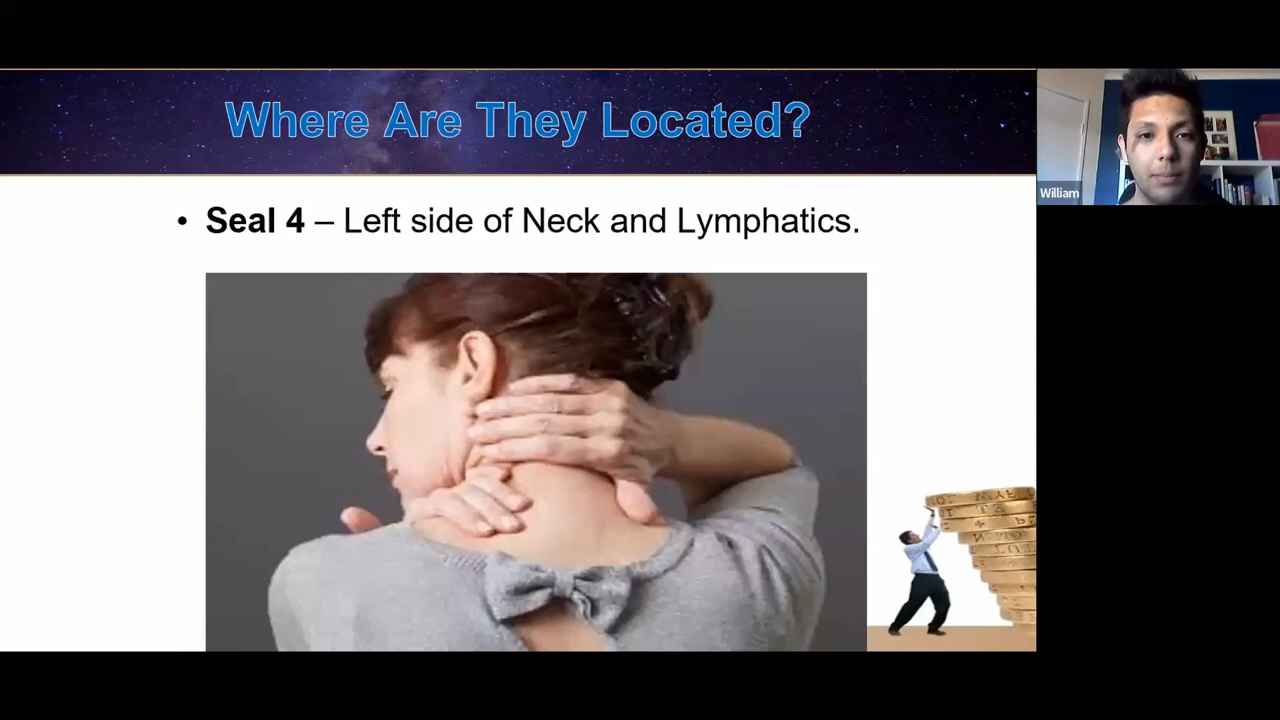 Where Are They Located?
• Seal 4 – Left side of Neck and Lymphatics.
William